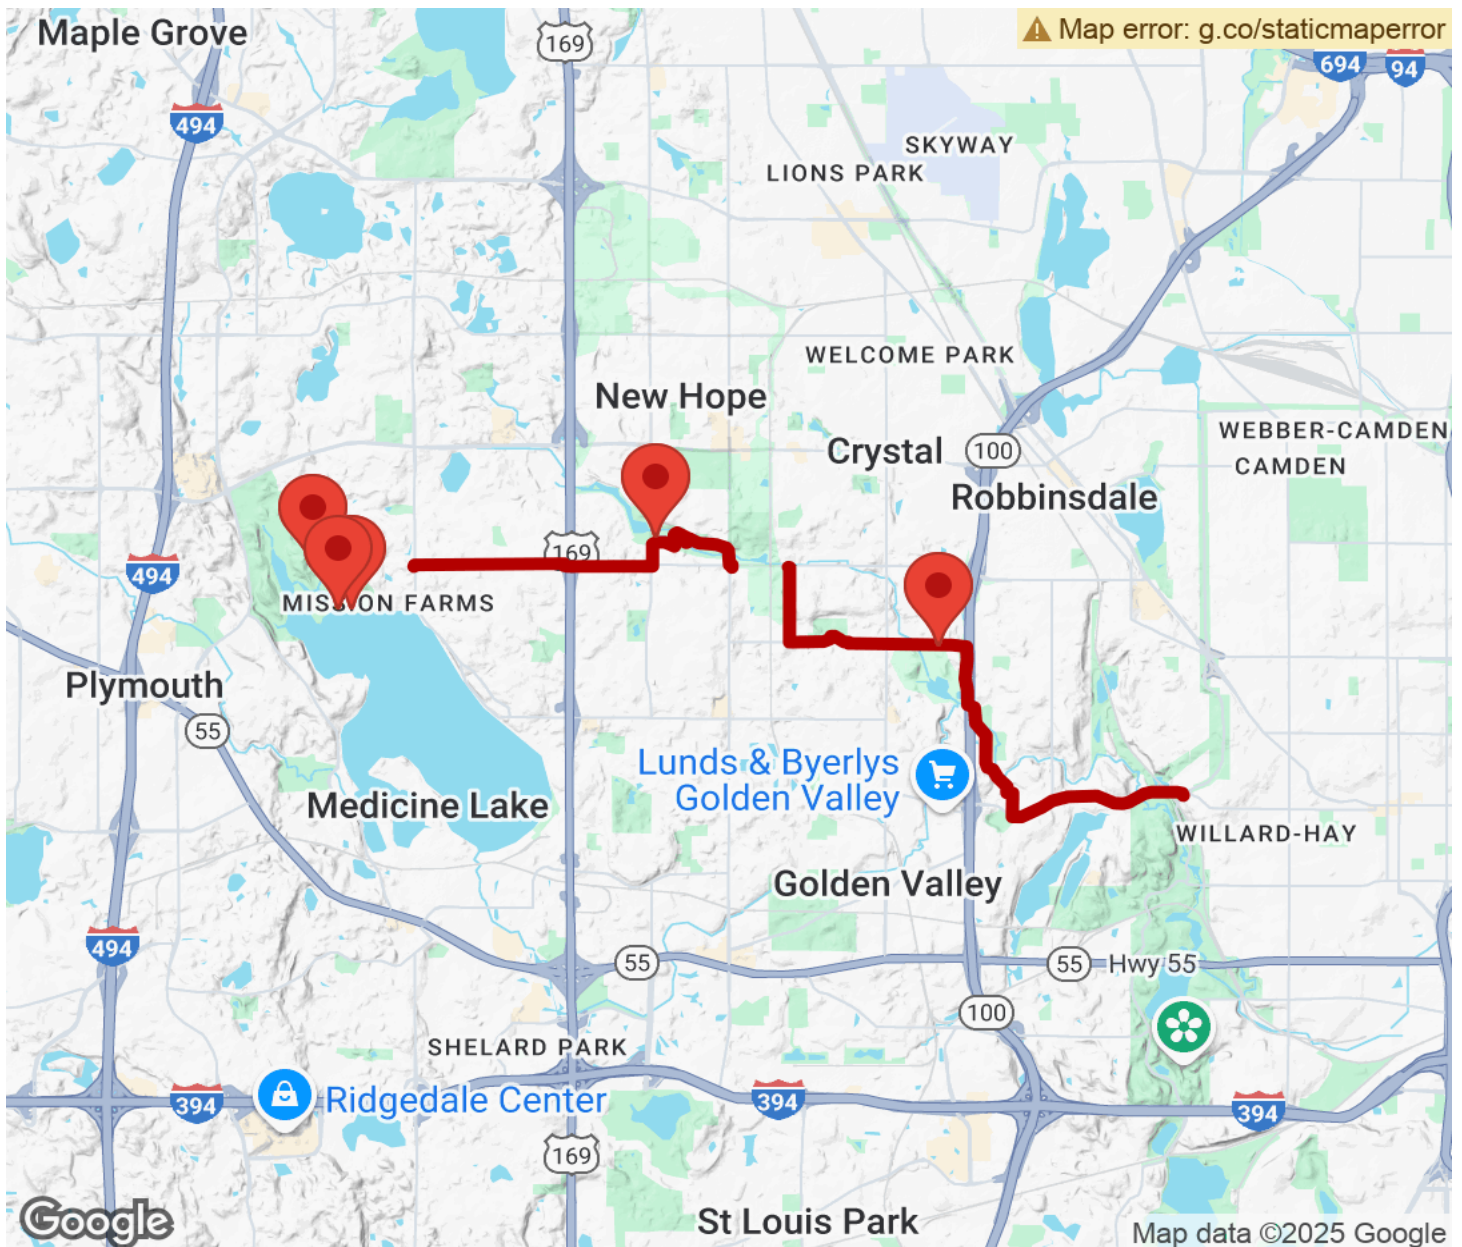 Maple Grove
169
Map error: g.co/staticmaperror
694
94
494
SKYWAY
LIONS PARK
WELCOME PARK
New Hope
WEBBER-CAMDEN
CAMDEN
Crystal
100
Robbinsdale
169
494
MISSION FARMS
Plymouth
55
Lunds & Byerlys
Golden Valley
Medicine Lake
WILLARD-HAY
Golden Valley
494
55
55
Hwy 55
100
SHELARD PARK
394
Ridgedale Center
394
394
169
Google
St Louis Park
Map data ©2025 Google